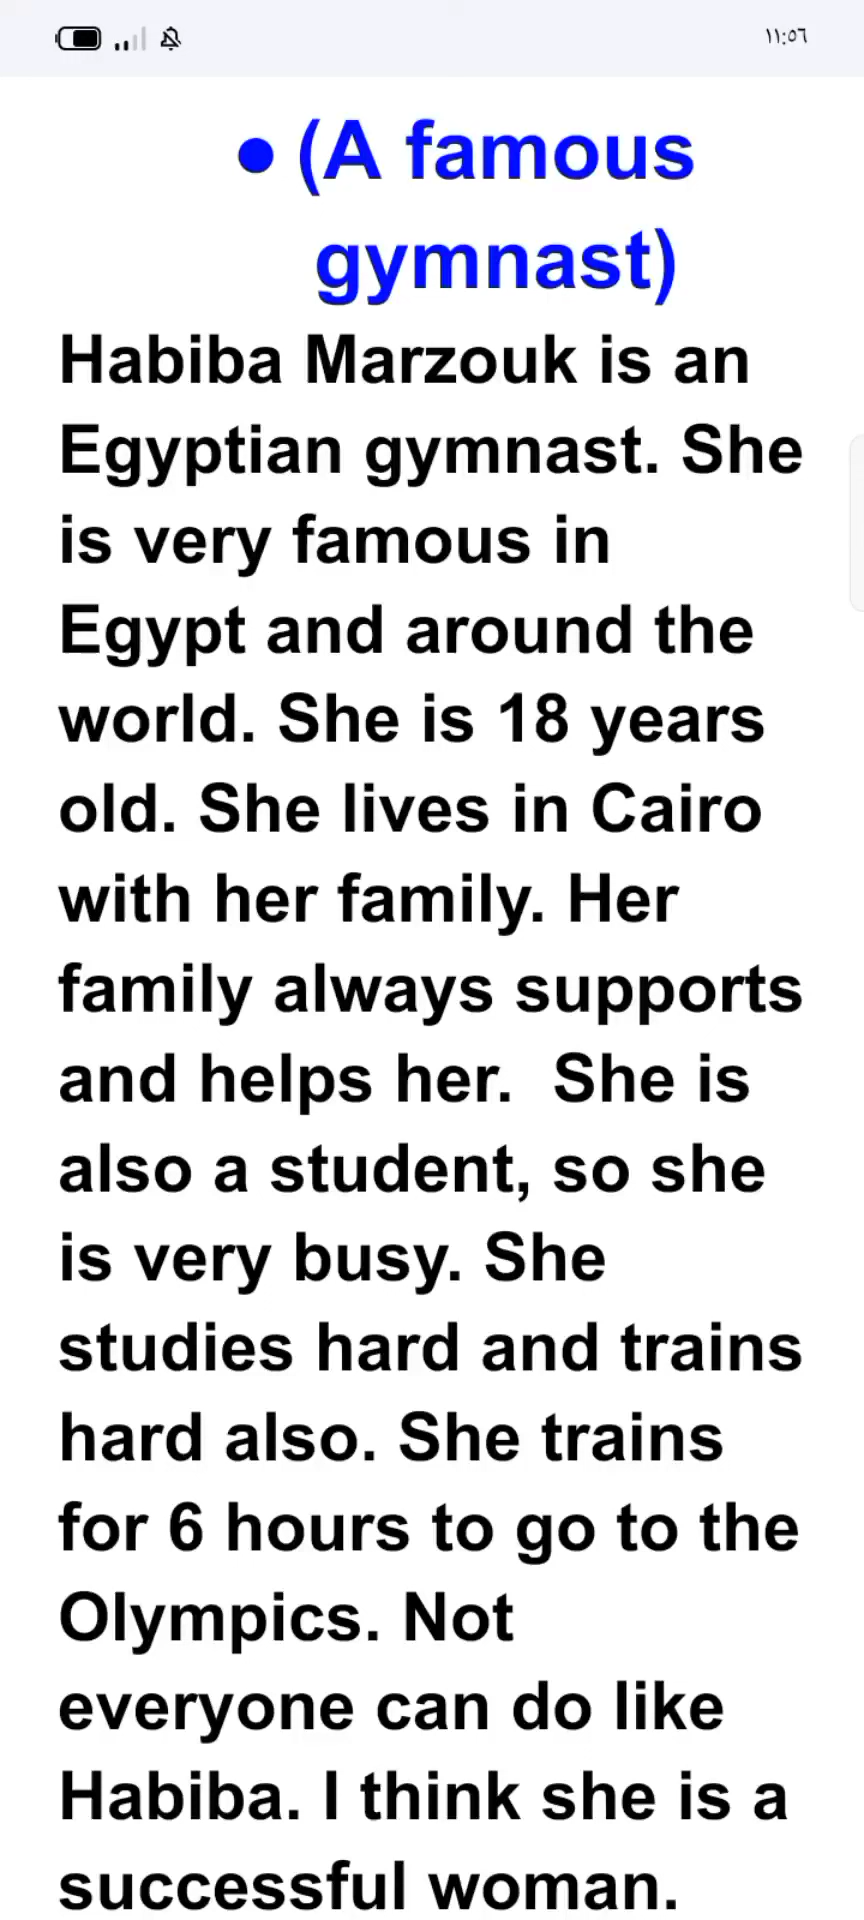 ١١:٥٦
• (A famous
gymnast)
Habiba Marzouk is an
Egyptian gymnast. She
is very famous in
Egypt and around the
world. She is 18 years
old. She lives in Cairo
with her family. Her
family always supports
and helps her.  She is
also a student, so she
is very busy. She
studies hard and trains
hard also. She trains
for 6 hours to go to the
Olympics. Not
everyone can do like
Habiba. I think she is a
successful woman.